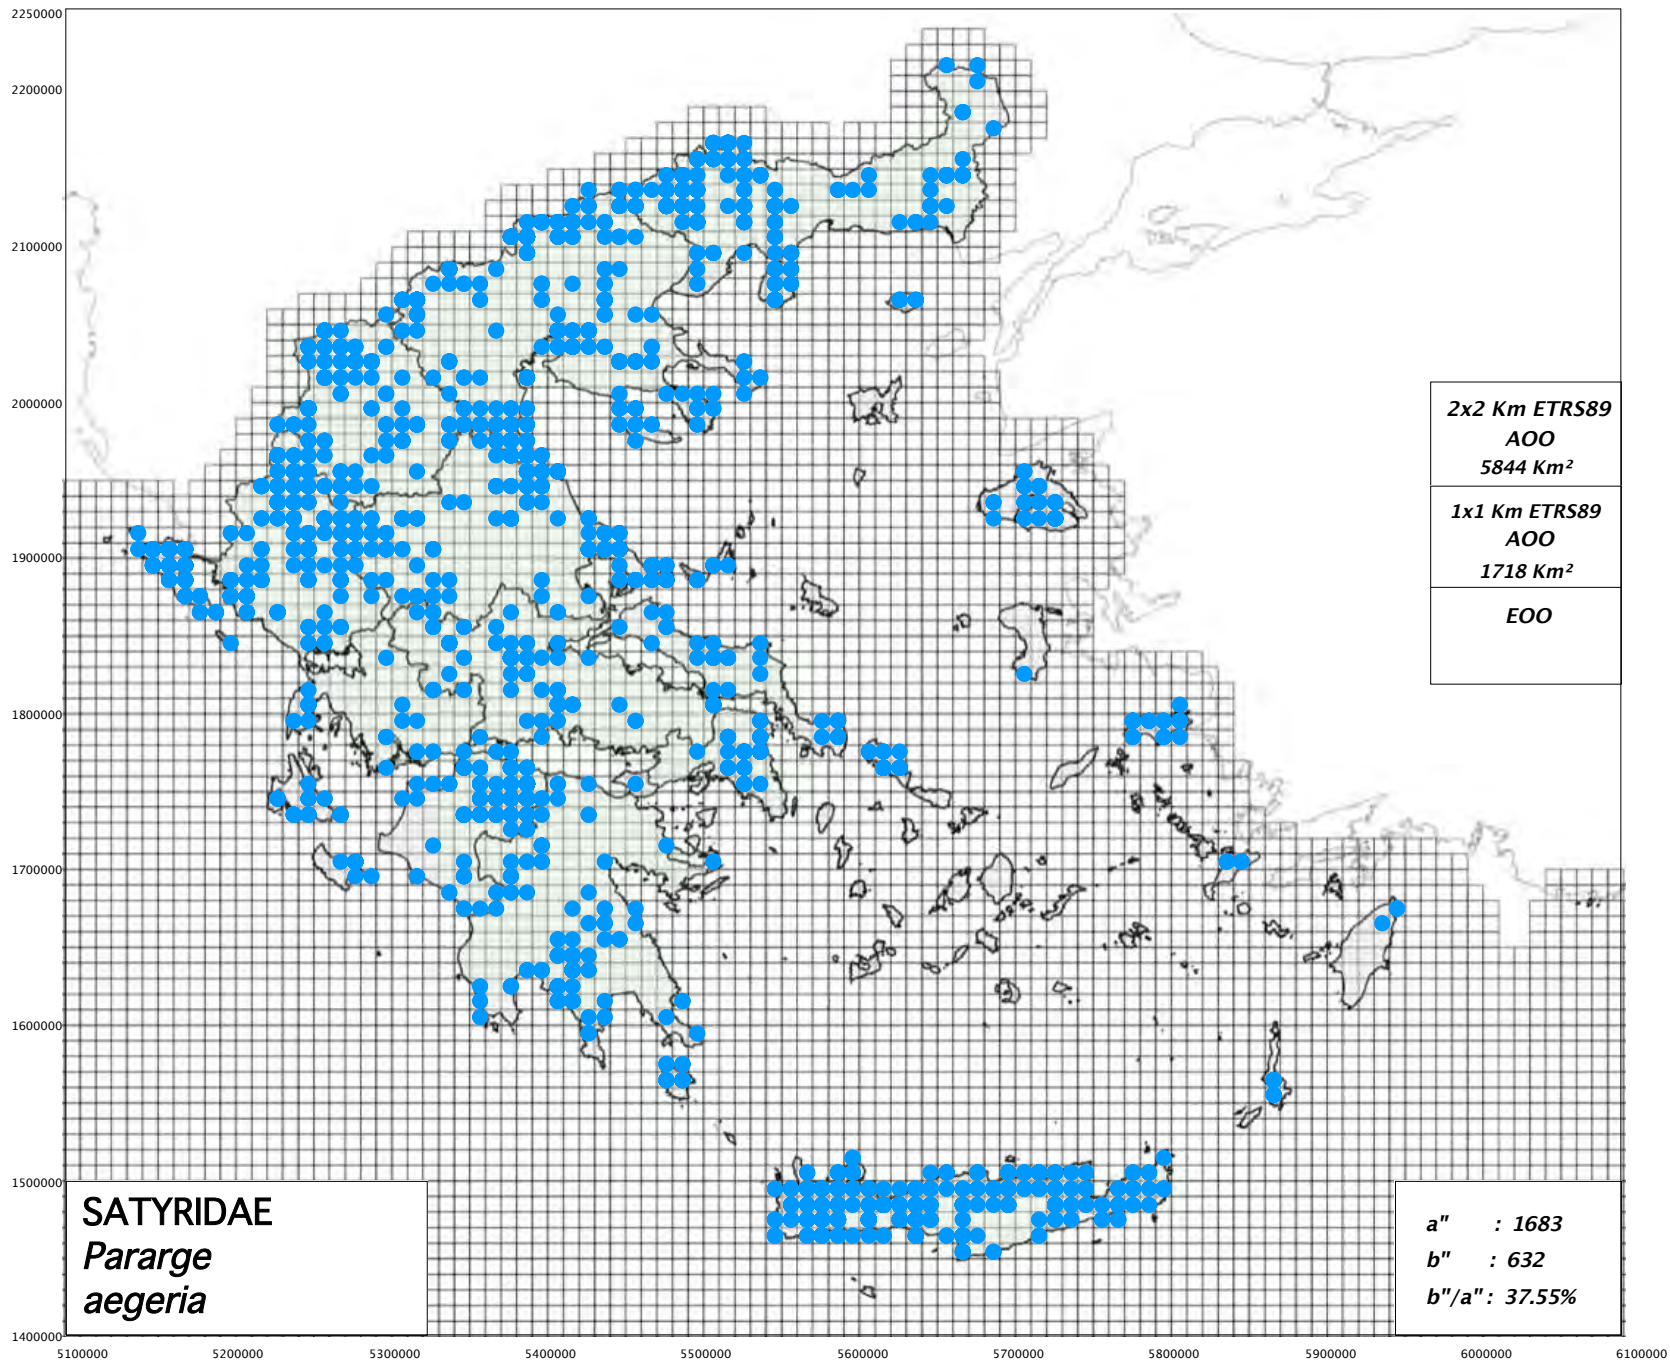 2250000
2200000
2100000
2000000
1900000
1800000
1700000
1600000
1500000
1400000
2x2 Km ETRS89
AOO
5844 Km²
1x1 Km ETRS89
AOO
1718 Km²
EOO
SATYRIDAE
Pararge
aegeria
a" : 1683
b" : 632
b"/a" : 37.55%
5100000 5200000 5300000 5400000 5500000 5600000 5700000 5800000 5900000 6000000 6100000